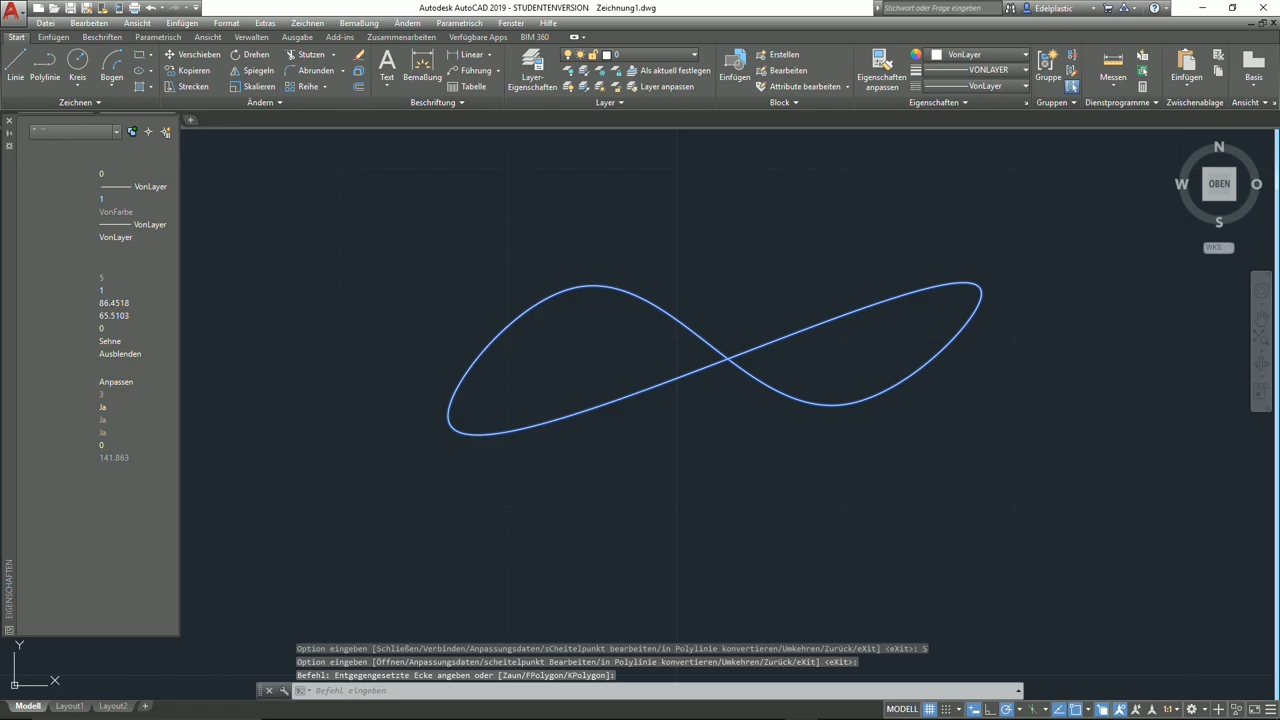 Autodesk AutoCAD 2019 - STUDENTENVERSION Zeichnung1.dwg
Stichwort oder Frage eingeben
Edelplastic
Datei Bearbeiten Ansicht Einfügen Format Extras Zeichnen Bemaßung Ändern Parametrisch Fenster Hilfe
Start Einfügen Beschriften Parametrisch Ansicht Verwalten Ausgabe Add-ins Zusammenarbeiten Verfügbare Apps BIM 360
Verschieben Drehen Stutzen Linear 0 Erstellen VonLayer
Kopieren Spiegeln Abrunden Führung Als aktuell festlegen Bearbeiten VONLAYER
Linie Polylinie Kreis Bogen Text Bemaßung Layer- Einfügen Eigenschaften Gruppe Messen Einfügen Basis
Strecken Skalieren Reihe Tabelle Eigenschaften Layer anpassen Attribute bearbeiten anpassen VonLayer
Zeichnen Ändern Beschriftung Layer Block Eigenschaften Gruppen Dienstprogramme Zwischenablage Ansicht
0
VonLayer
1
VonFarbe
VonLayer
VonLayer
5
1
86.4518
65.5103
0
Sehne
Ausblenden
Anpassen
3
Ja
Ja
Ja
0
141.863
EIGENSCHAFTEN
N
W OBEN O
S
WKS
Y
X
Option eingeben [Schließen/Verbinden/Anpassungsdaten/sCheitelpunkt bearbeiten/in Polylinie konvertieren/Umkehren/Zurück/eXit] <eXit>: S
Option eingeben [Öffnen/Anpassungsdaten/scheitelpunkt Bearbeiten/in Polylinie konvertieren/Umkehren/Zurück/eXit] <eXit>:
Befehl: Entgegengesetzte Ecke angeben oder [Zaun/FPolygon/KPolygon]:
Befehl eingeben
Modell Layout1 Layout2 +
MODELL 1:1